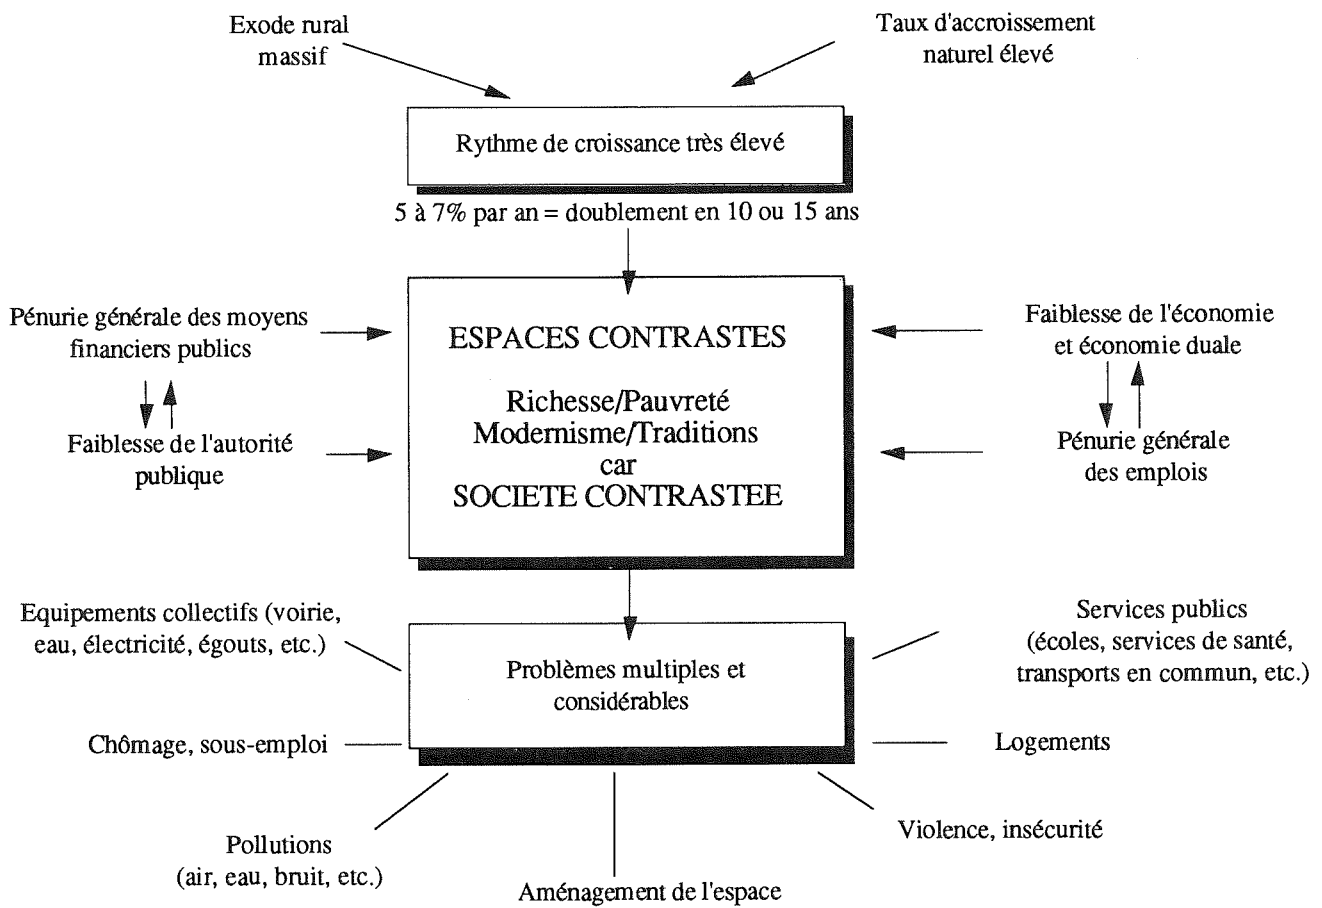 Exode rural
massif
Taux d'accroissement
naturel élevé
Rythme de croissance très élevé
5 à 7% par an = doublement en 10 ou 15 ans
Pénurie générale des moyens
financiers publics
Faiblesse de l'autorité
publique
ESPACES CONTRASTES
Richesse/Pauvreté
Modernisme/Traditions
car
SOCIETE CONTRASTEE
Faiblesse de l'économie
et économie duale
Pénurie générale
des emplois
Equipements collectifs (voirie,
eau, électricité, égouts, etc.)
Problèmes multiples et
considérables
Services publics
(écoles, services de santé,
transports en commun, etc.)
Chômage, sous-emploi
Logements
Pollutions
(air, eau, bruit, etc.)
Aménagement de l'espace
Violence, insécurité